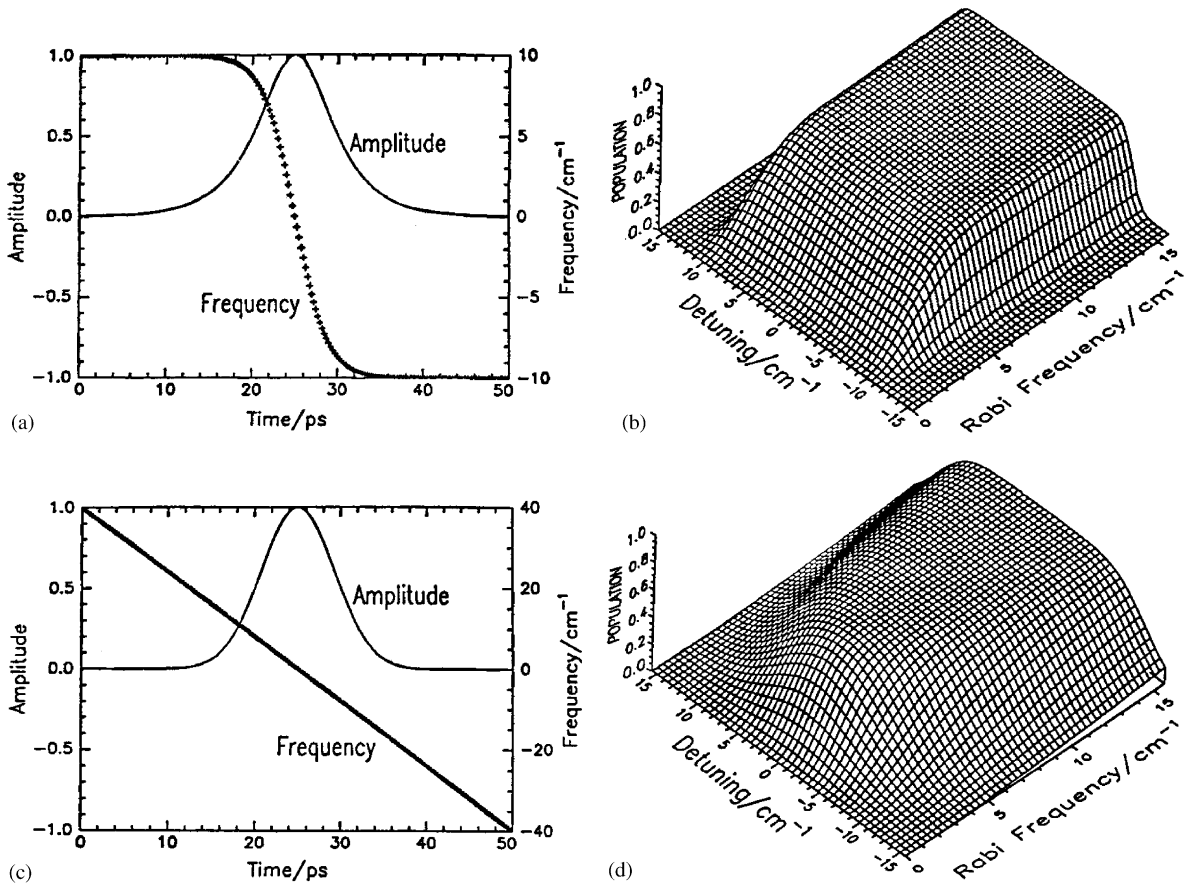 1.0
0.5
0.0
−0.5
−1.0
Amplitude
10
5
0
−5
−10
Frequency/cm⁻¹
Amplitude
Frequency
0 10 20 30 40 50
Time/ps
(a)
1.0
0.8
0.6
0.4
0.2
0.0
POPULATION
15 10 5 0 −5 −10 −15
Detuning/cm⁻¹
0 5 10 15
Rabi Frequency/cm⁻¹
(b)
1.0
0.5
0.0
−0.5
−1.0
Amplitude
40
20
0
−20
−40
Frequency/cm⁻¹
Amplitude
Frequency
0 10 20 30 40 50
Time/ps
(c)
1.0
0.8
0.6
0.4
0.2
0.0
POPULATION
15 10 5 0 −5 −10 −15
Detuning/cm⁻¹
0 5 10 15
Rabi Frequency/cm⁻¹
(d)